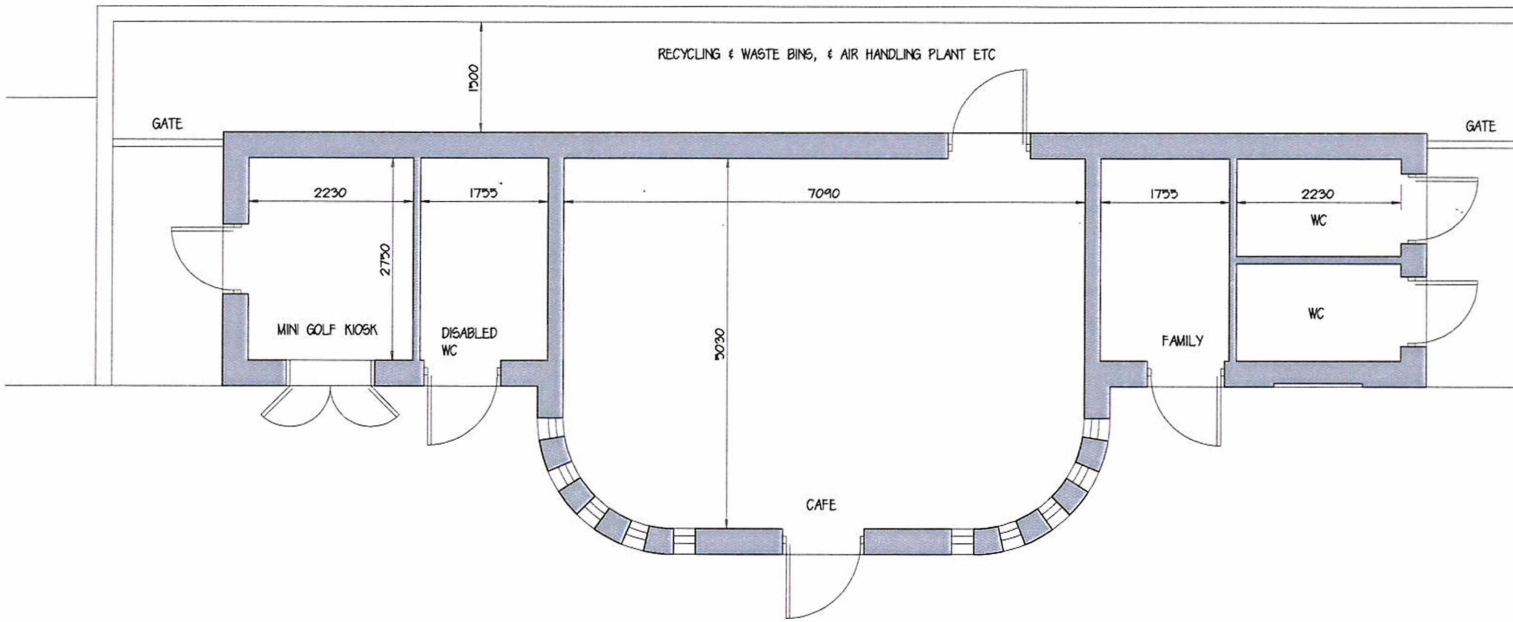 RECYCLING & WASTE BINS, & AIR HANDLING PLANT ETC
1500
GATE
GATE
2230
1755
7090
1755
2230
WC
2750
5030
MINI GOLF KIOSK
DISABLED
WC
FAMILY
WC
CAFE